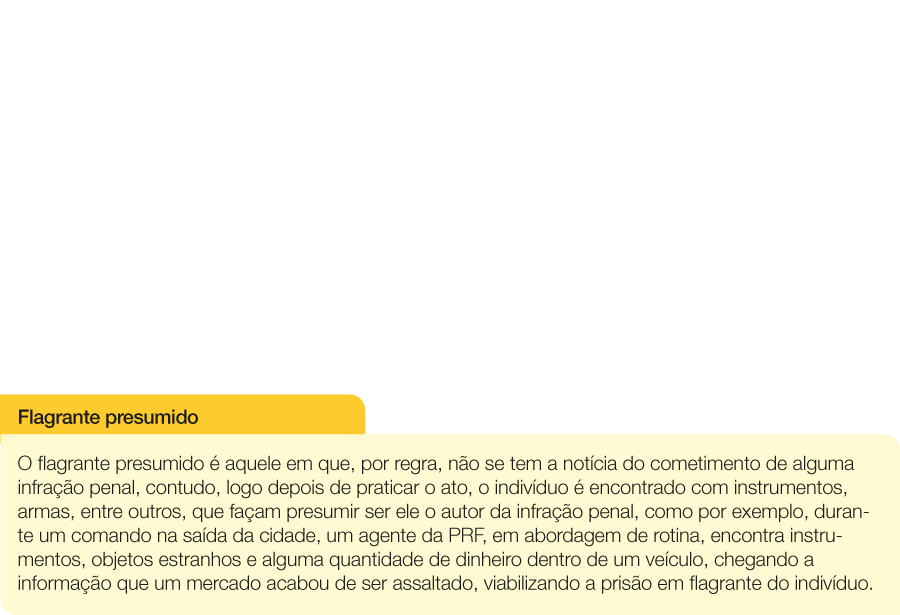 Flagrante presumido
O flagrante presumido é aquele em que, por regra, não se tem a notícia do cometimento de alguma
infração penal, contudo, logo depois de praticar o ato, o indivíduo é encontrado com instrumentos,
armas, entre outros, que façam presumir ser ele o autor da infração penal, como por exemplo, duran-
te um comando na saída da cidade, um agente da PRF, em abordagem de rotina, encontra instru-
mentos, objetos estranhos e alguma quantidade de dinheiro dentro de um veículo, chegando a
informação que um mercado acabou de ser assaltado, viabilizando a prisão em flagrante do indivíduo.